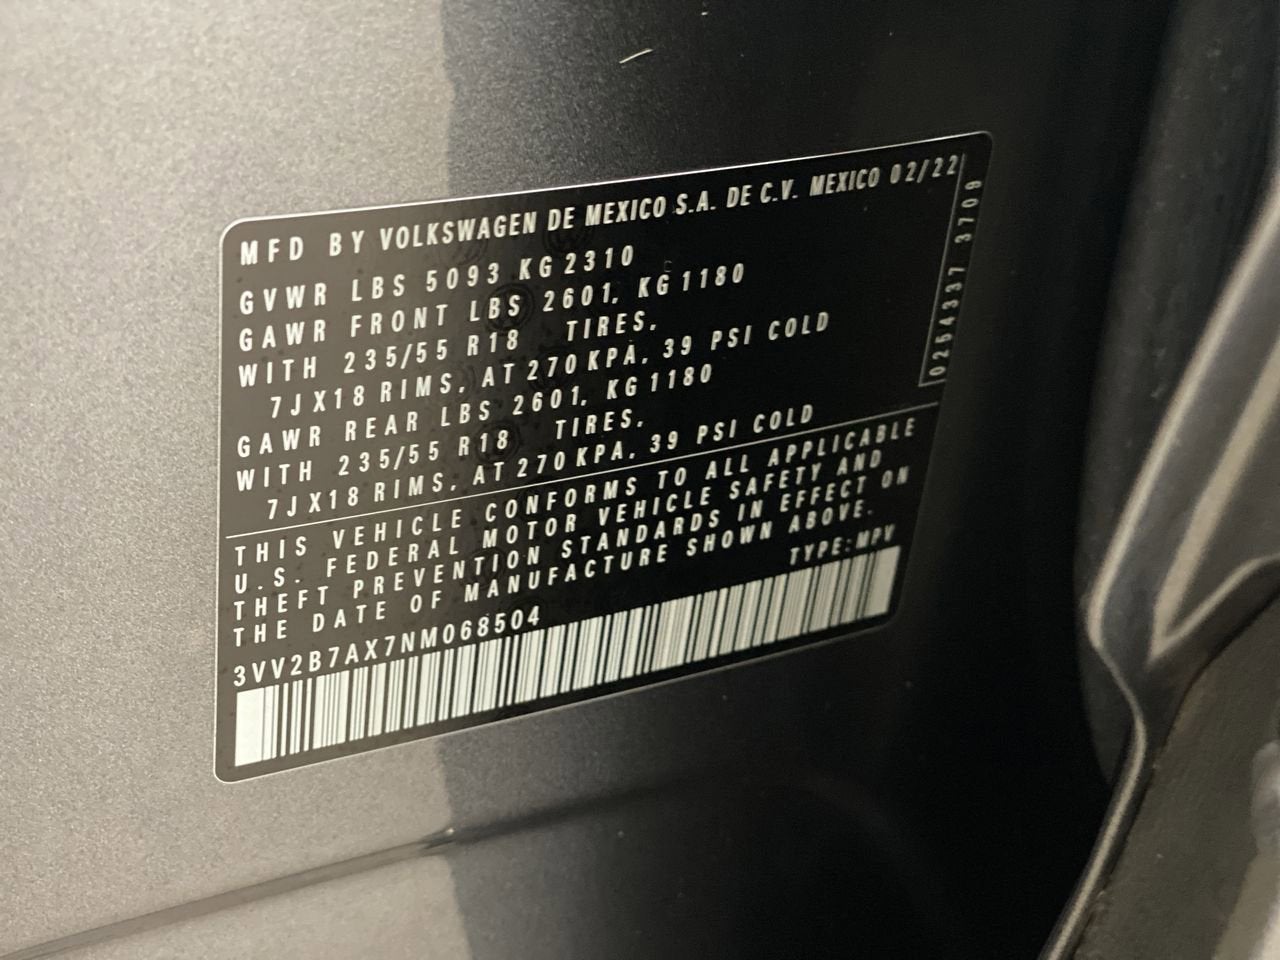 MFD BY VOLKSWAGEN DE MEXICO S.A. DE C.V. MEXICO 02/22
GVWR LBS 5093 KG 2310
GAWR FRONT LBS 2601, KG 1180
WITH 235/55 R18 TIRES,
7JX18 RIMS, AT 270 KPA, 39 PSI COLD
GAWR REAR LBS 2601, KG 1180
WITH 235/55 R18 TIRES,
7JX18 RIMS, AT 270 KPA, 39 PSI COLD
0254337 3709
THIS VEHICLE CONFORMS TO ALL APPLICABLE
U.S. FEDERAL MOTOR VEHICLE SAFETY AND
THEFT PREVENTION STANDARDS IN EFFECT ON
THE DATE OF MANUFACTURE SHOWN ABOVE.
3VV2B7AX7NM068504 TYPE:MPV